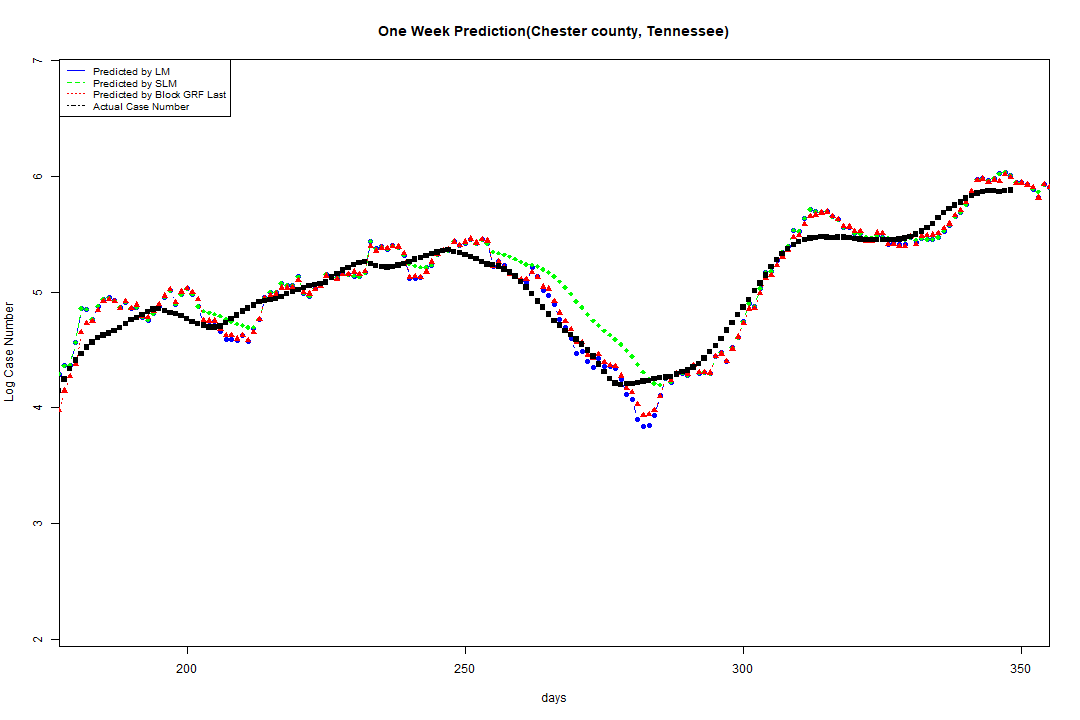 One Week Prediction(Chester county, Tennessee)
Predicted by LM
Predicted by SLM
Predicted by Block GRF Last
Actual Case Number
Log Case Number
7
6
5
4
3
2
200
250
300
350
days